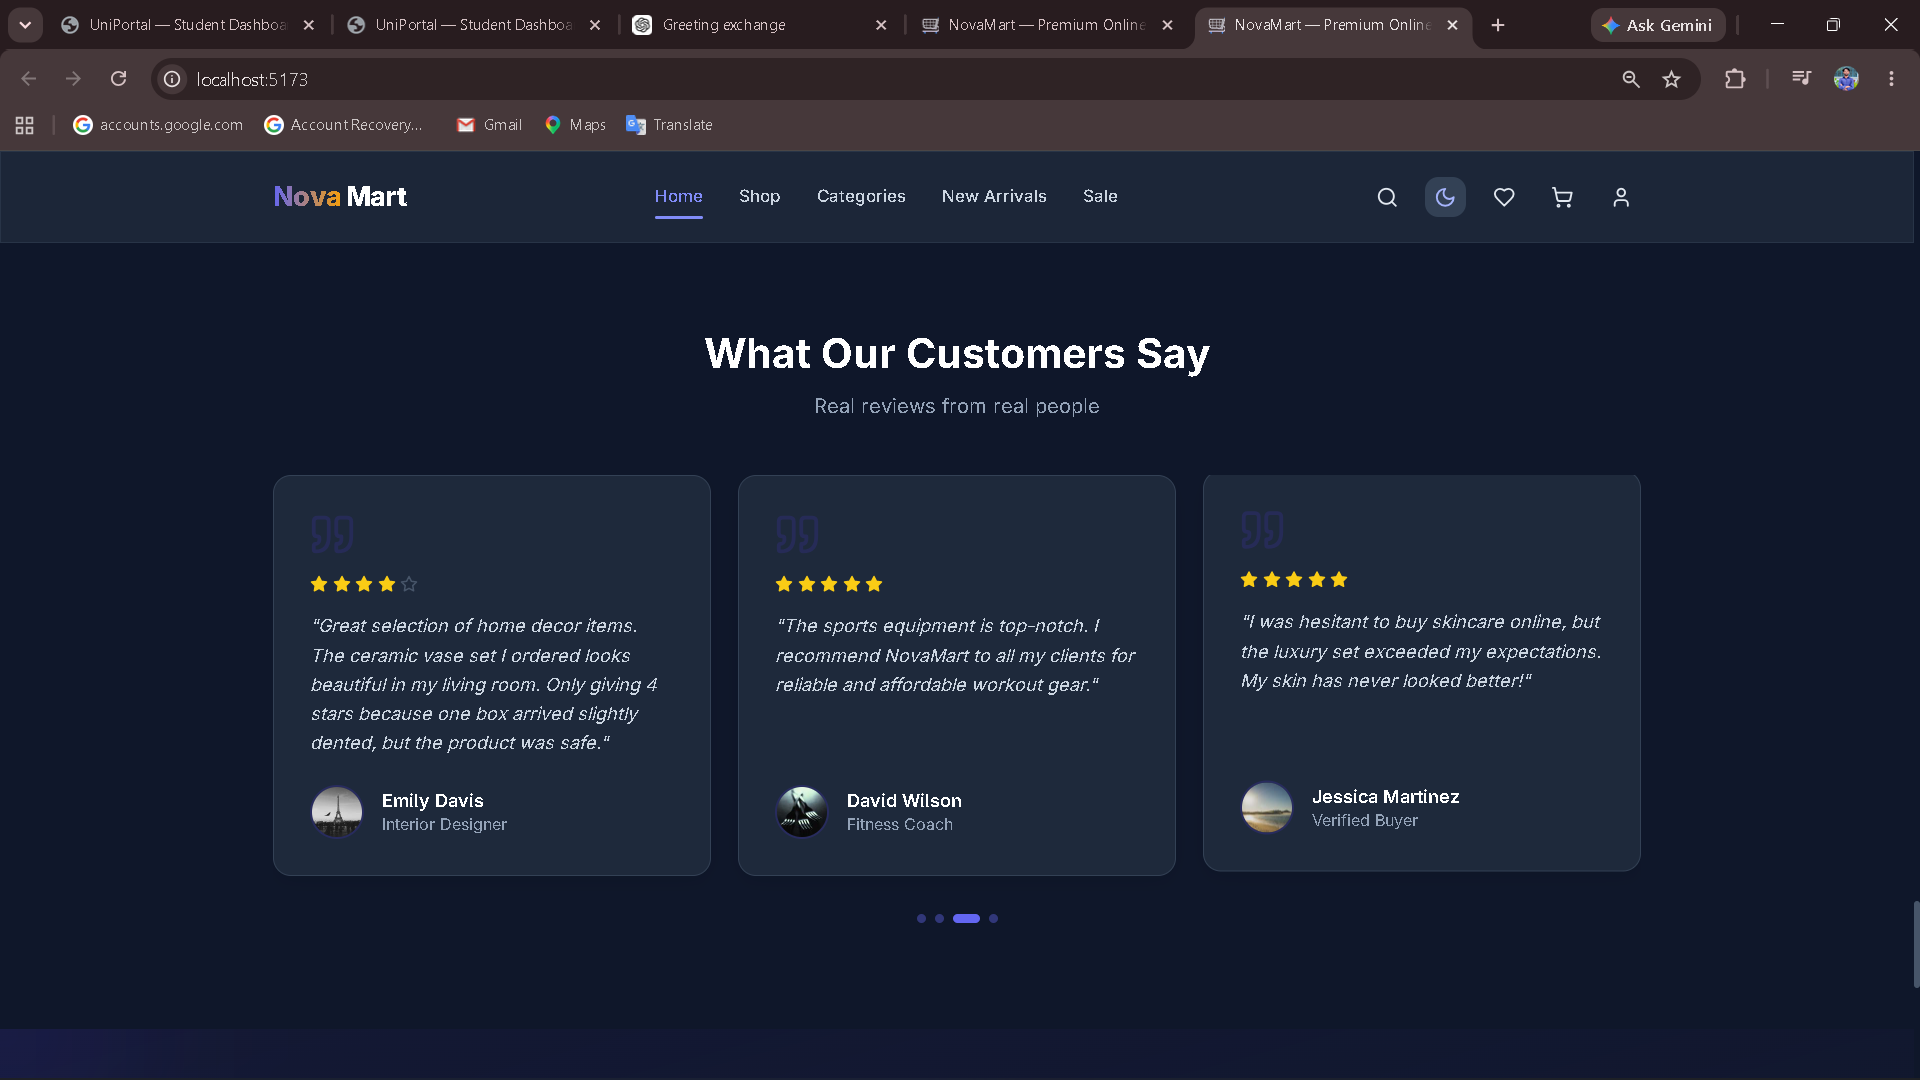 UniPortal — Student Dashboa
UniPortal — Student Dashboa
Greeting exchange
NovaMart — Premium Online
NovaMart — Premium Online
Ask Gemini
localhost:5173
accounts.google.com
Account Recovery...
Gmail
Maps
Translate
Nova Mart
Home
Shop
Categories
New Arrivals
Sale
What Our Customers Say
Real reviews from real people
"Great selection of home decor items.
The ceramic vase set I ordered looks
beautiful in my living room. Only giving 4
stars because one box arrived slightly
dented, but the product was safe."
Emily Davis
Interior Designer
"The sports equipment is top-notch. I
recommend NovaMart to all my clients for
reliable and affordable workout gear."
David Wilson
Fitness Coach
"I was hesitant to buy skincare online, but
the luxury set exceeded my expectations.
My skin has never looked better!"
Jessica Martinez
Verified Buyer